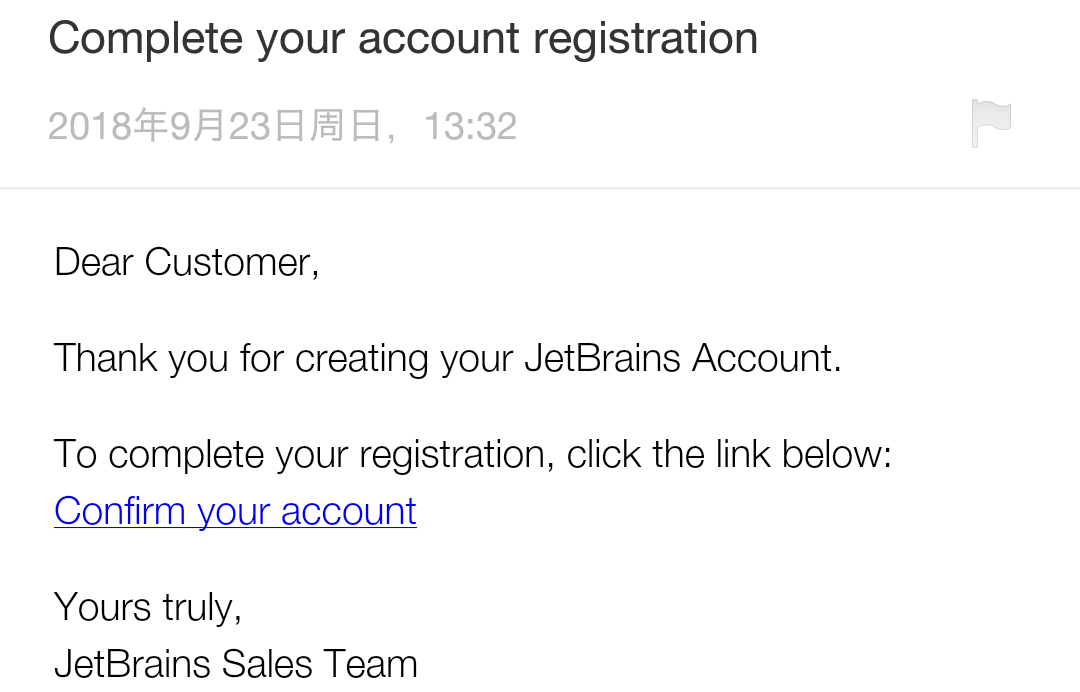 Complete your account registration
2018年9月23日周日，13:32
Dear Customer,
Thank you for creating your JetBrains Account.
To complete your registration, click the link below:
Confirm your account
Yours truly,
JetBrains Sales Team